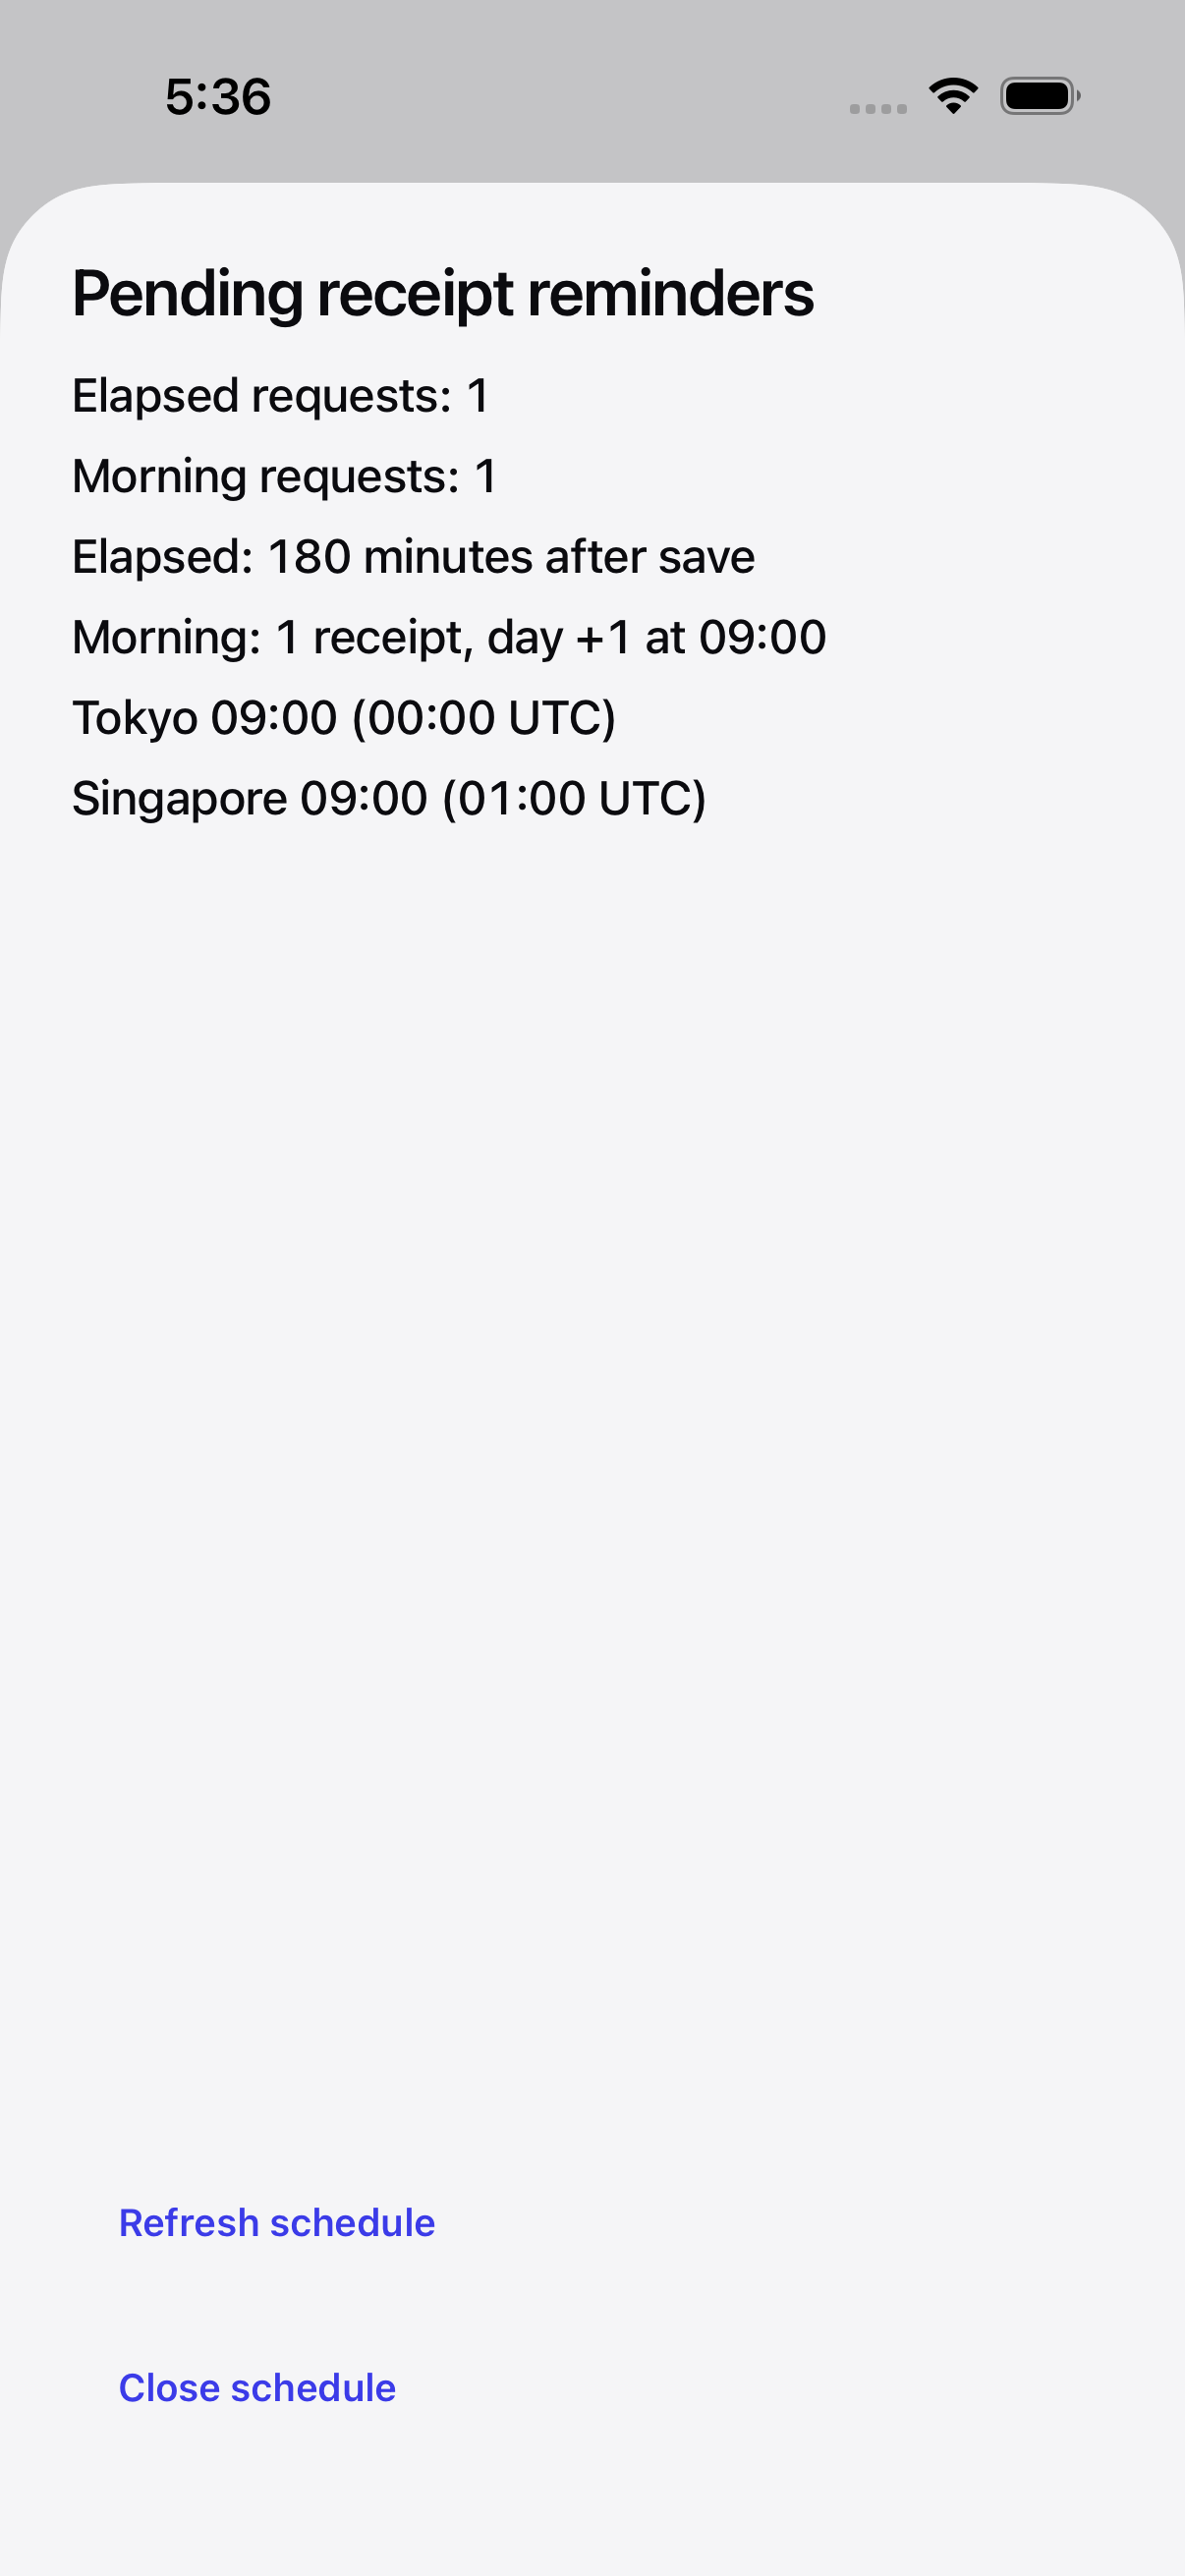 5:36
Pending receipt reminders
Elapsed requests: 1
Morning requests: 1
Elapsed: 180 minutes after save
Morning: 1 receipt, day +1 at 09:00
Tokyo 09:00 (00:00 UTC)
Singapore 09:00 (01:00 UTC)
Refresh schedule
Close schedule